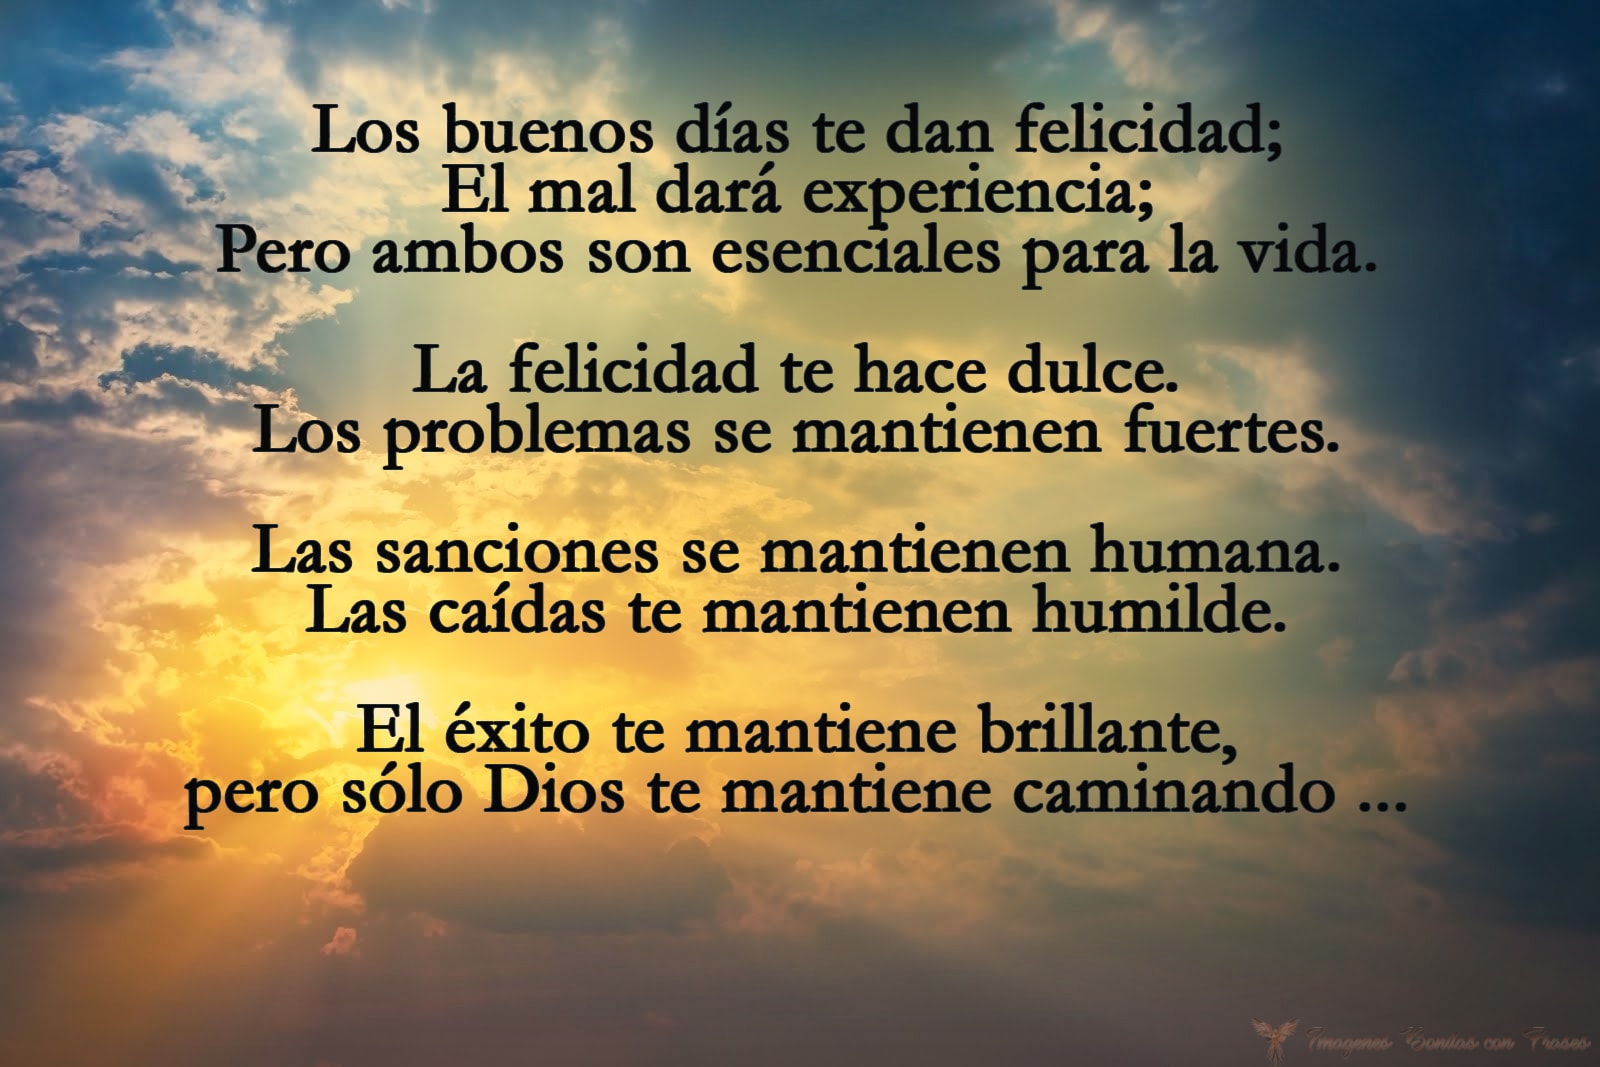 Los buenos días te dan felicidad;
El mal dará experiencia;
Pero ambos son esenciales para la vida.
La felicidad te hace dulce.
Los problemas se mantienen fuertes.
Las sanciones se mantienen humana.
Las caídas te mantienen humilde.
El éxito te mantiene brillante,
pero sólo Dios te mantiene caminando ...
Imagenes Bonitas con Frases